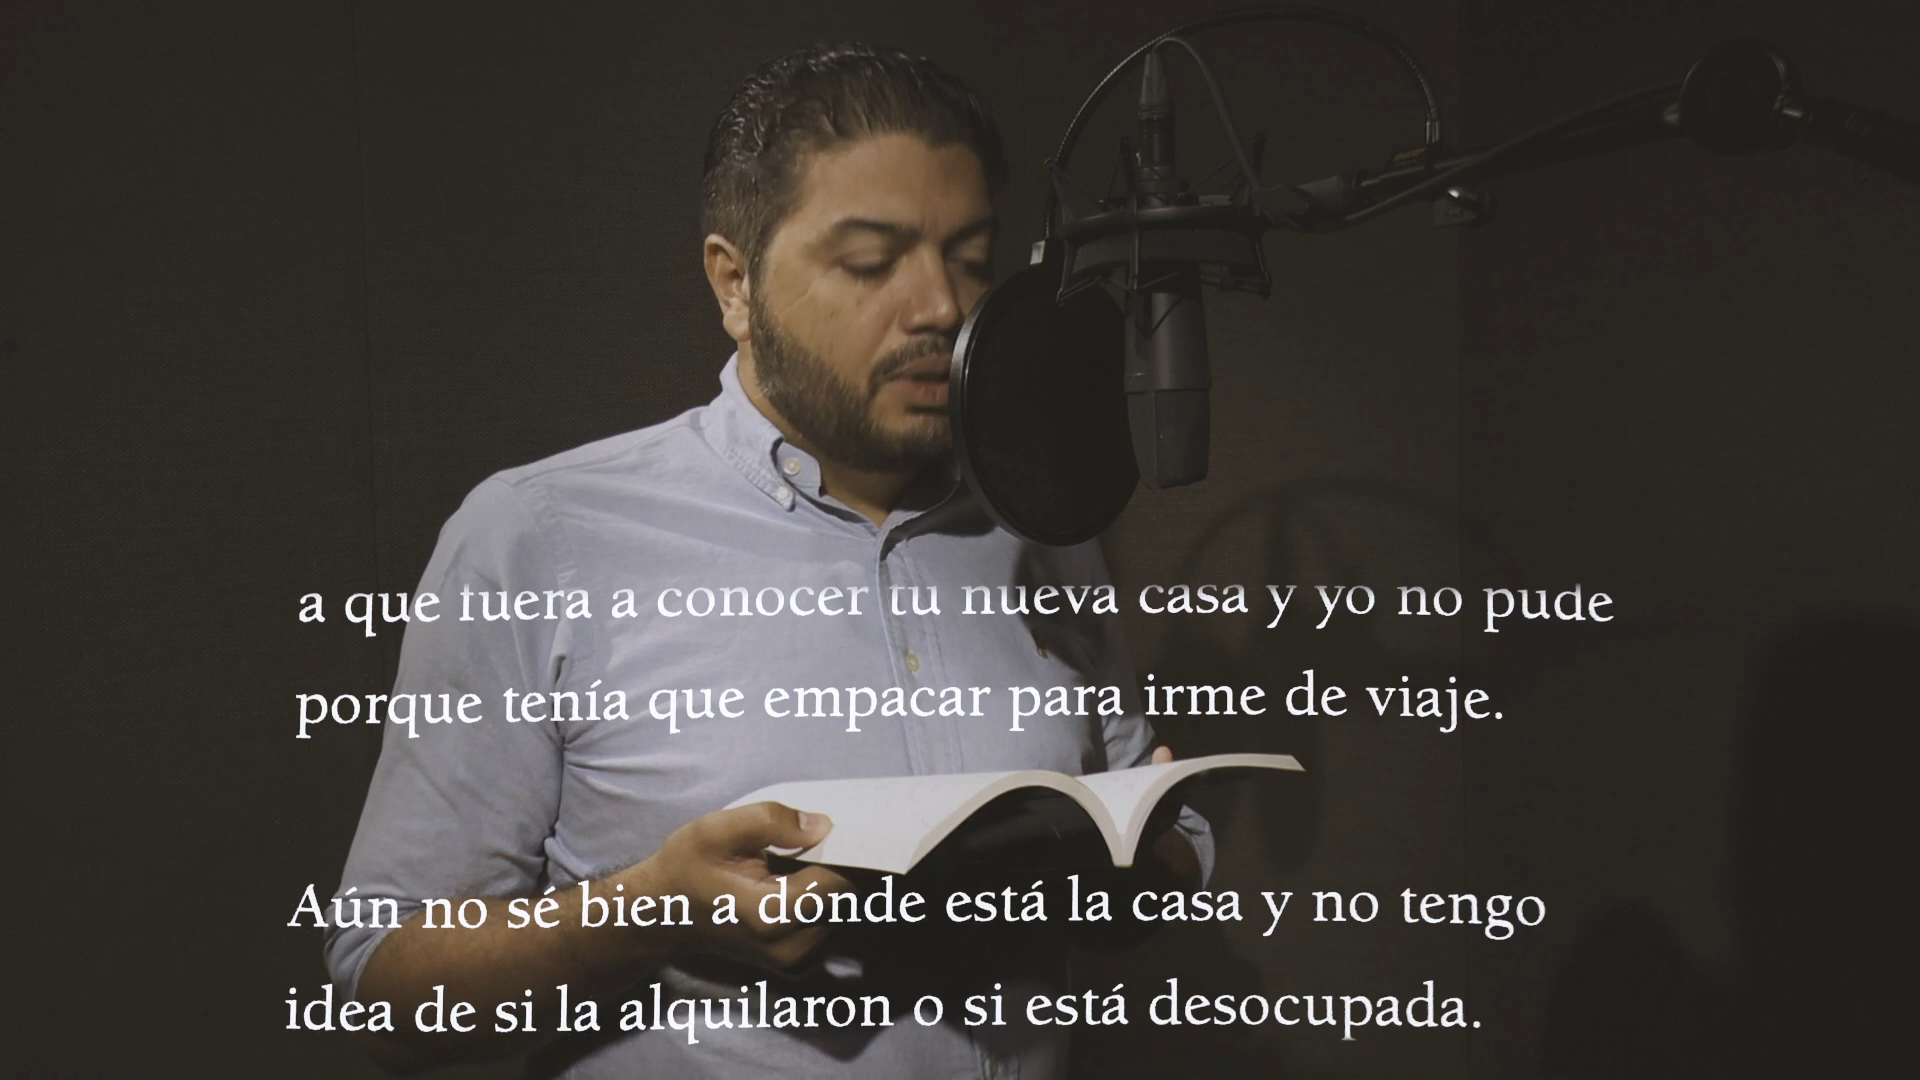 a que fuera a conocer tu nueva casa y yo no pude
porque tenía que empacar para irme de viaje.
Aún no sé bien a dónde está la casa y no tengo
idea de si la alquilaron o si está desocupada.